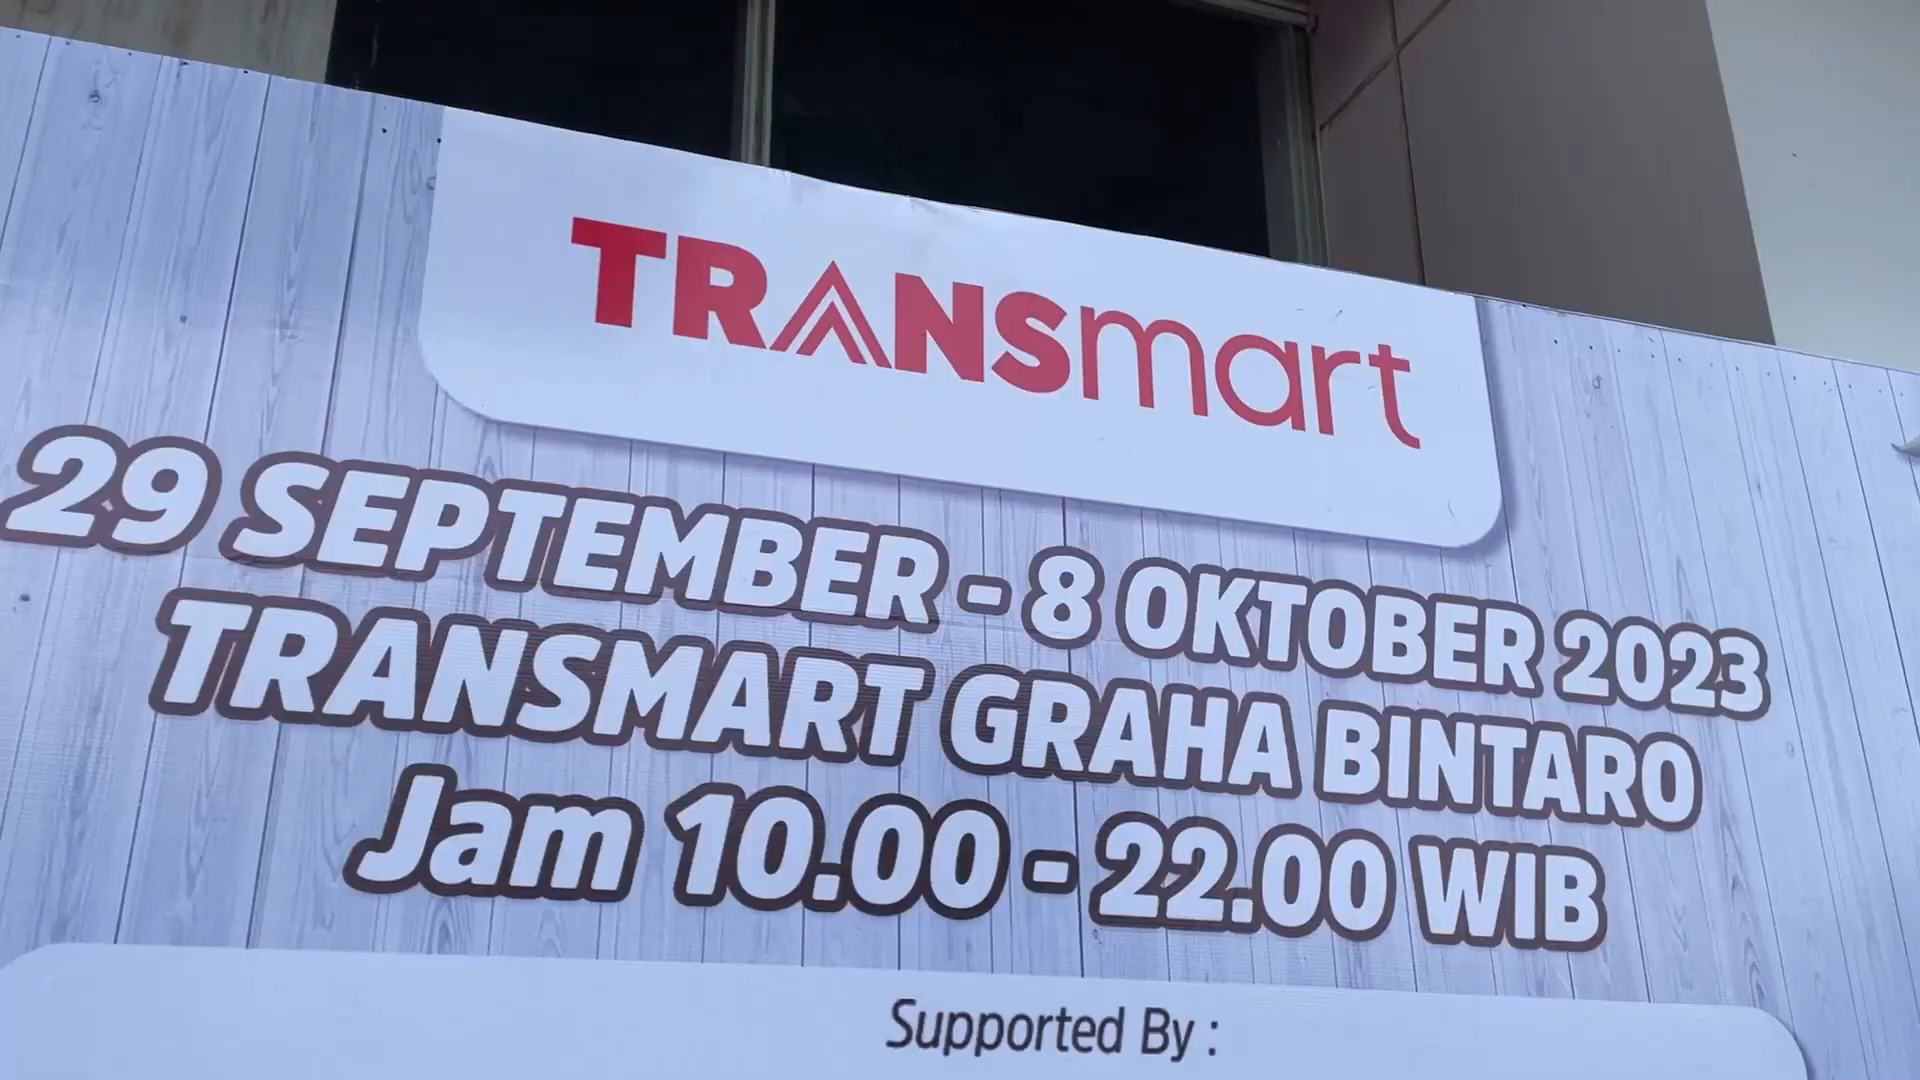 TRANSmart
29 SEPTEMBER - 8 OKTOBER 2023
TRANSMART GRAHA BINTARO
Jam 10.00 - 22.00 WIB
Supported By :